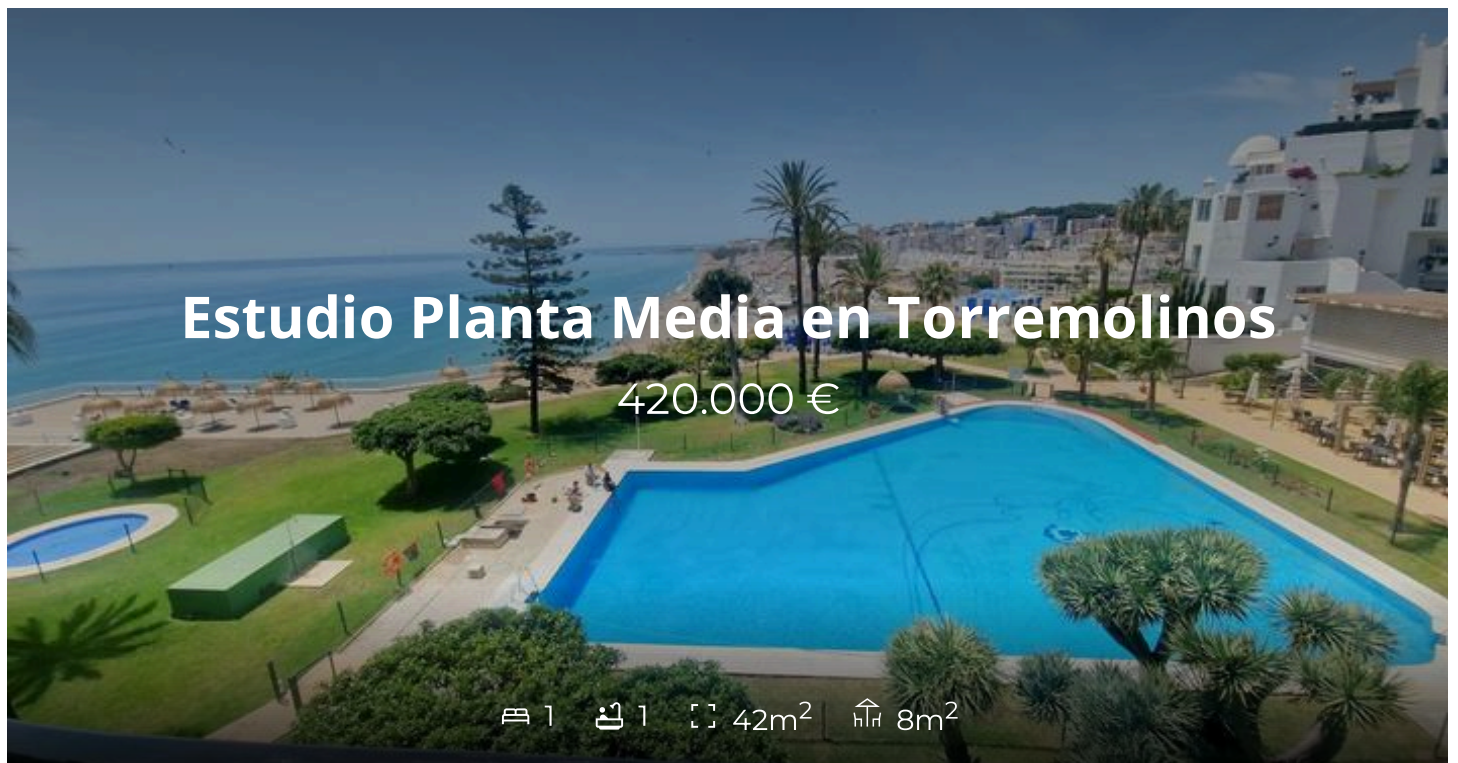 Estudio Planta Media en Torremolinos
420.000 €
1 1 42m² 8m²